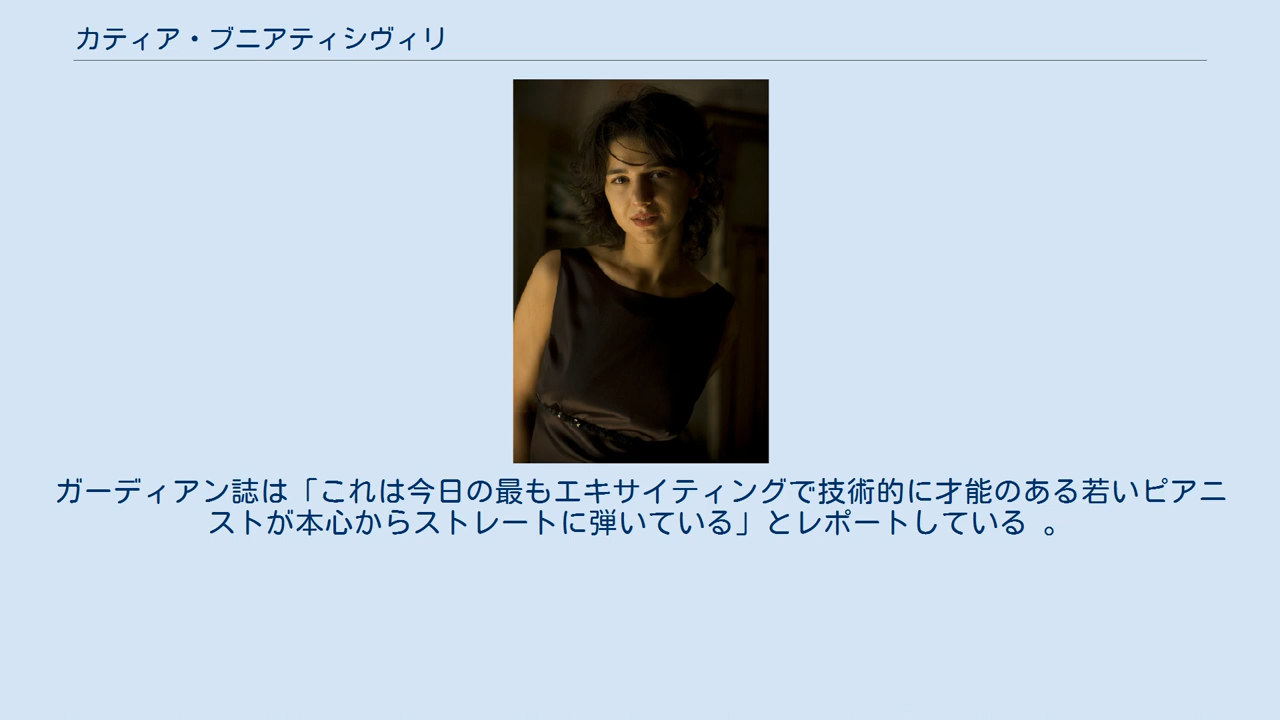 カティア・ブニアティシヴィリ
ガーディアン誌は「これは今日の最もエキサイティングで技術的に才能のある若いピアニ
ストが本心からストレートに弾いている」とレポートしている 。